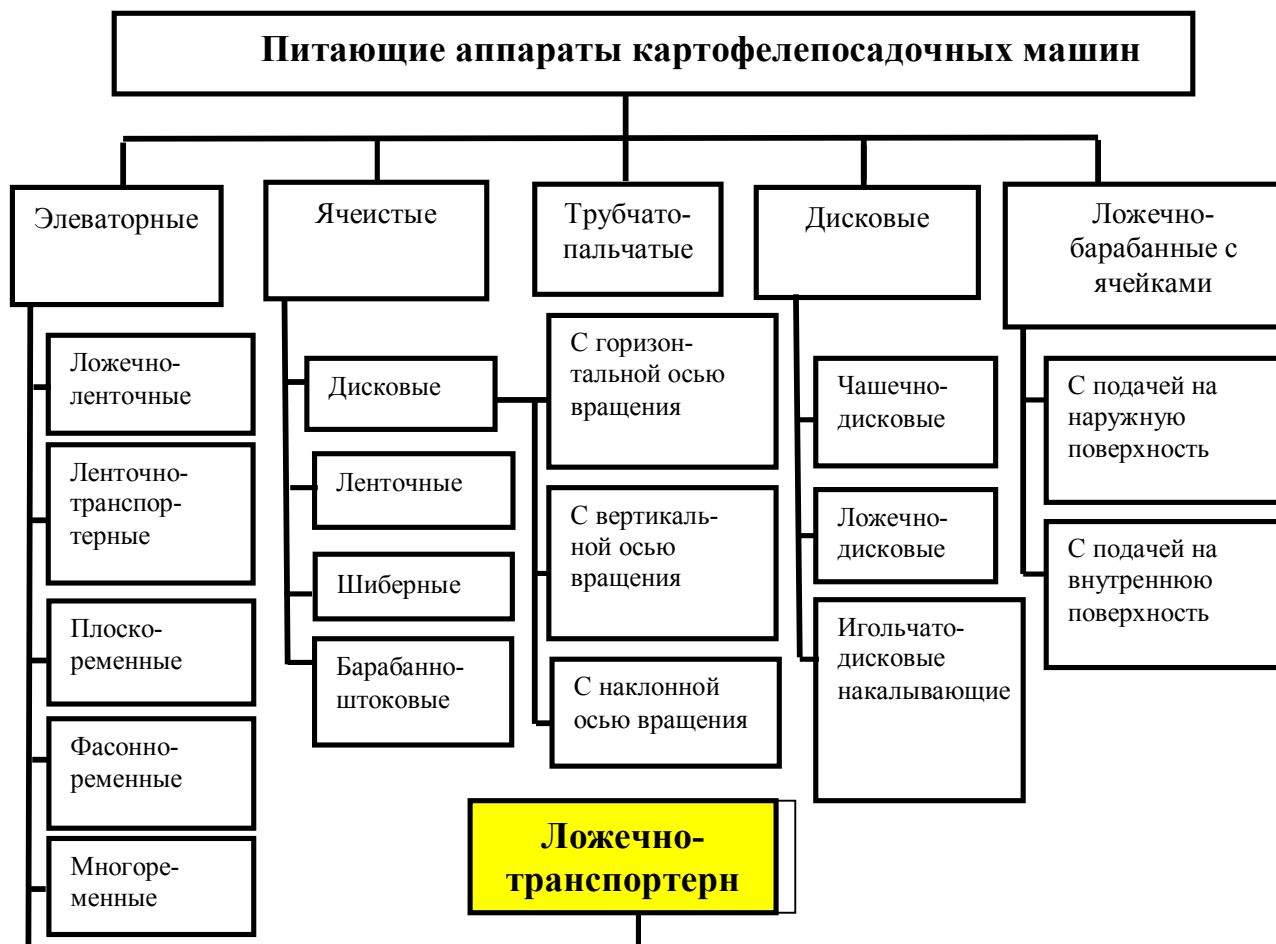 Питающие аппараты картофелепосадочных машин
Элеваторные
Ячеистые
Трубчато-
пальчатые
Дисковые
Ложечно-
барабанные с
ячейками
Ложечно-
ленточные
Ленточно-
транспор-
терные
Плоско-
ременные
Фасонно-
ременные
Многоре-
менные
Дисковые
Ленточные
Шиберные
Барабанно-
штоковые
С горизон-
тальной осью
вращения
С вертикаль-
ной осью
вращения
С наклонной
осью вращения
Чашечно-
дисковые
Ложечно-
дисковые
Игольчато-
дисковые
накалывающие
С подачей на
наружную
поверхность
С подачей на
внутреннюю
поверхность
Ложечно-
транспортерн